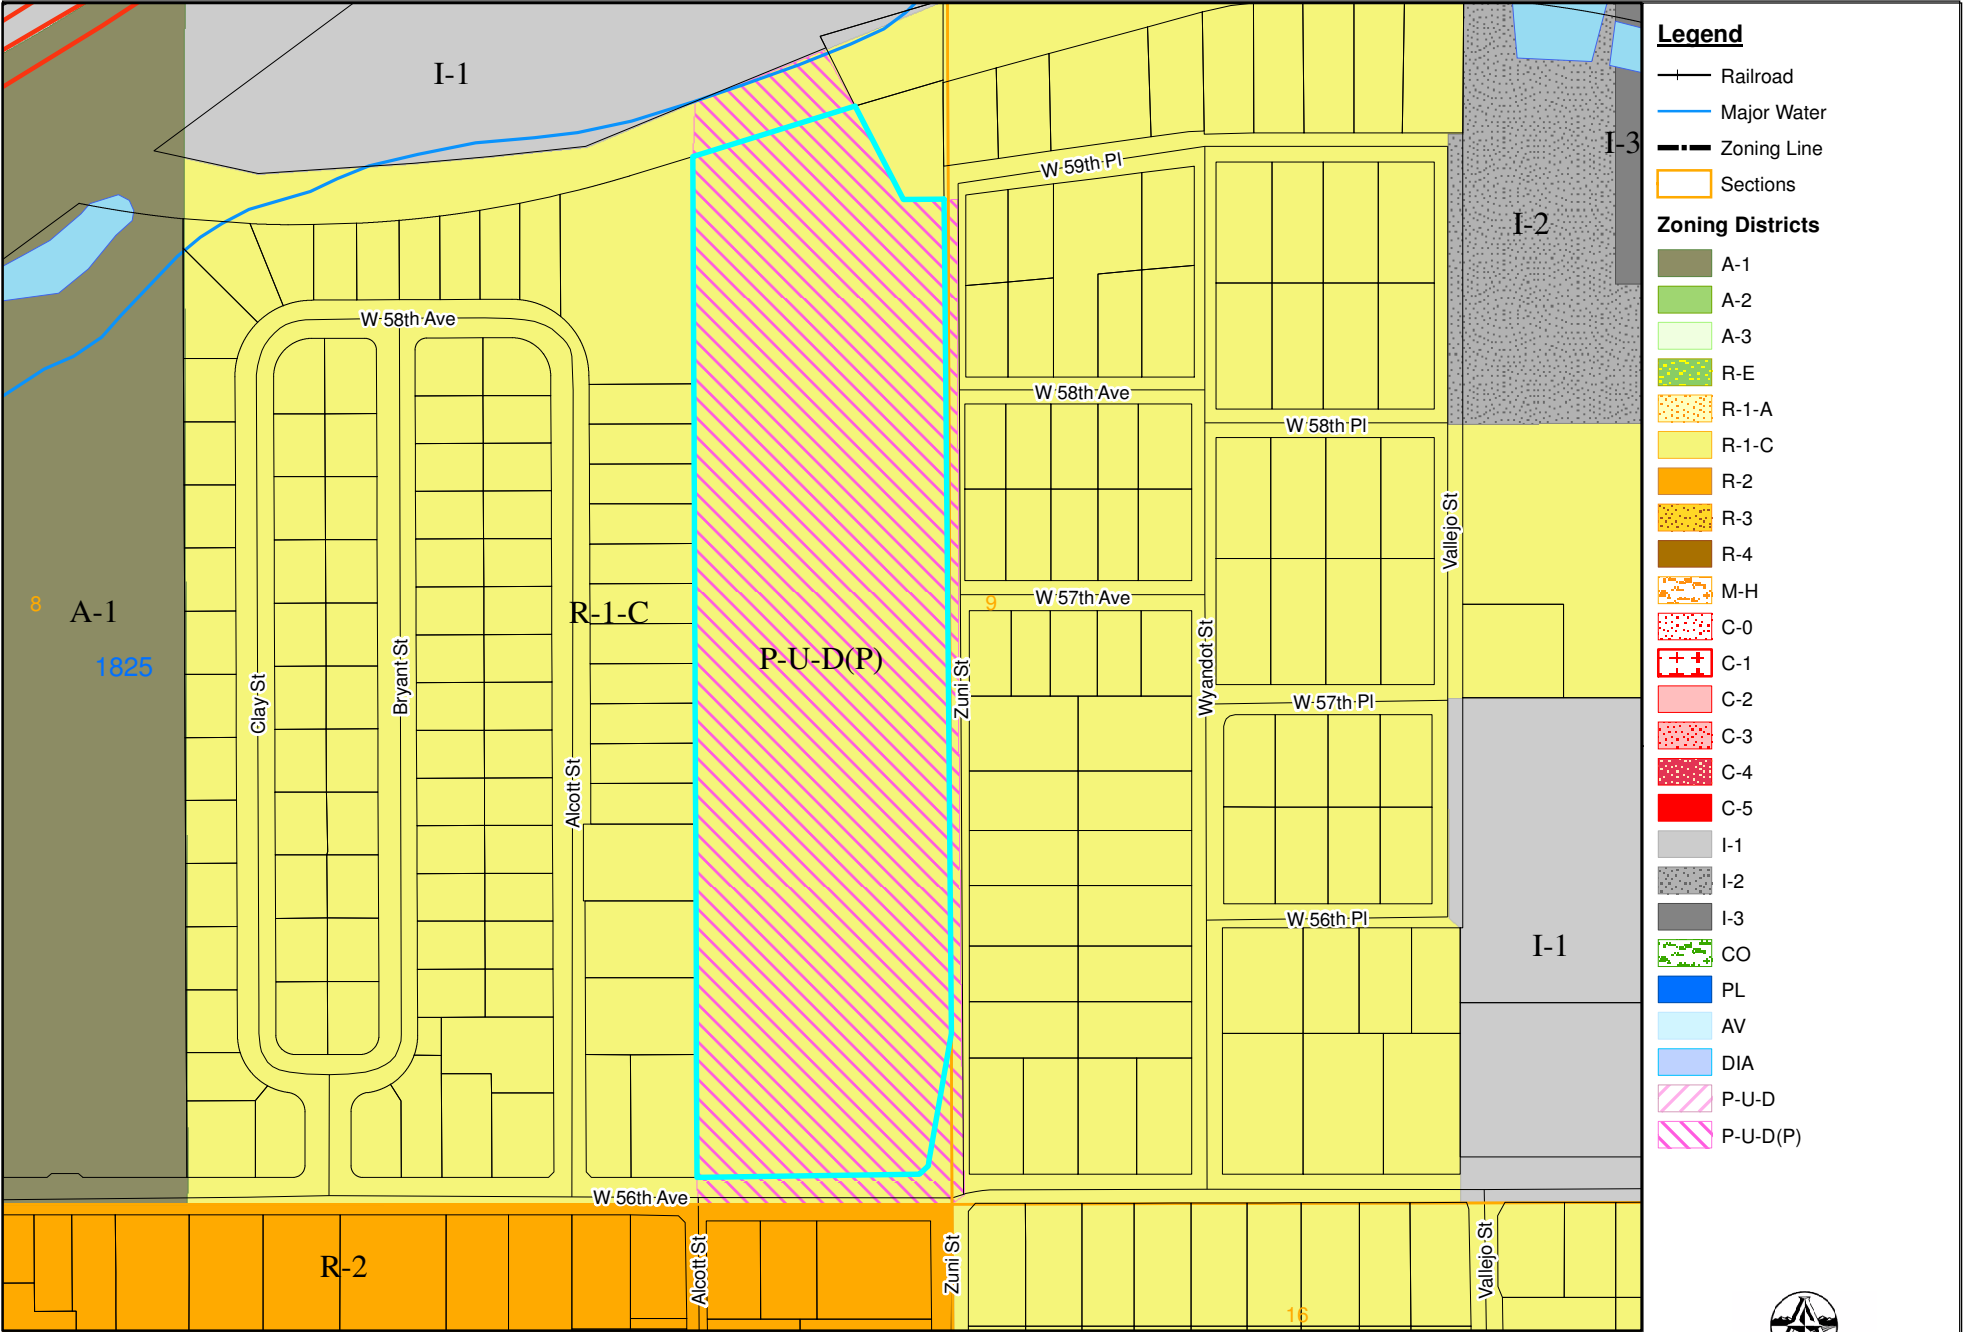 I-1
W 59th Pl
I-3
I-2
W 58th Ave
W 58th Ave
W 58th Pl
Vallejo St
8
A-1
R-1-C
W 57th Ave
9
1825
Clay St
Bryant St
P-U-D(P)
Zuni St
Wyandot St
W 57th Pl
Alcott St
W 56th Pl
I-1
W 56th Ave
R-2
Alcott St
Zuni St
Vallejo St
16
Legend
Railroad
Major Water
Zoning Line
Sections
Zoning Districts
A-1
A-2
A-3
R-E
R-1-A
R-1-C
R-2
R-3
R-4
M-H
C-0
C-1
C-2
C-3
C-4
C-5
I-1
I-2
I-3
CO
PL
AV
DIA
P-U-D
P-U-D(P)